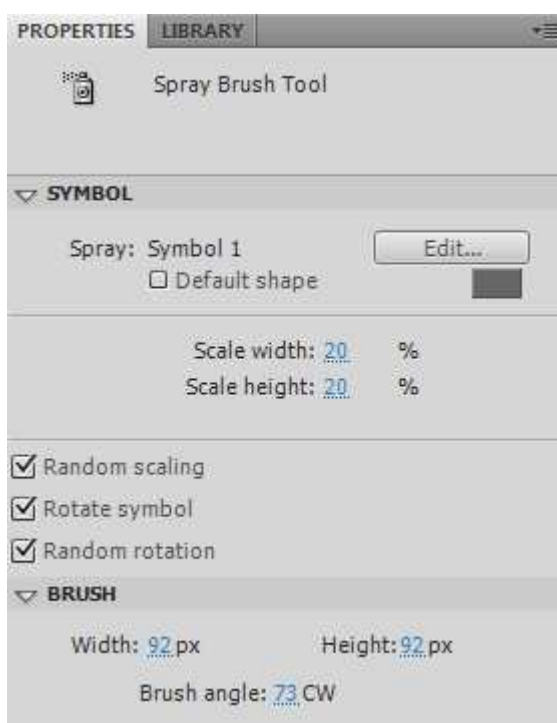 PROPERTIES LIBRARY
Spray Brush Tool
SYMBOL
Spray: Symbol 1 Edit...
Default shape
Scale width: 20 %
Scale height: 20 %
Random scaling
Rotate symbol
Random rotation
BRUSH
Width: 92 px Height: 92 px
Brush angle: 73 CW